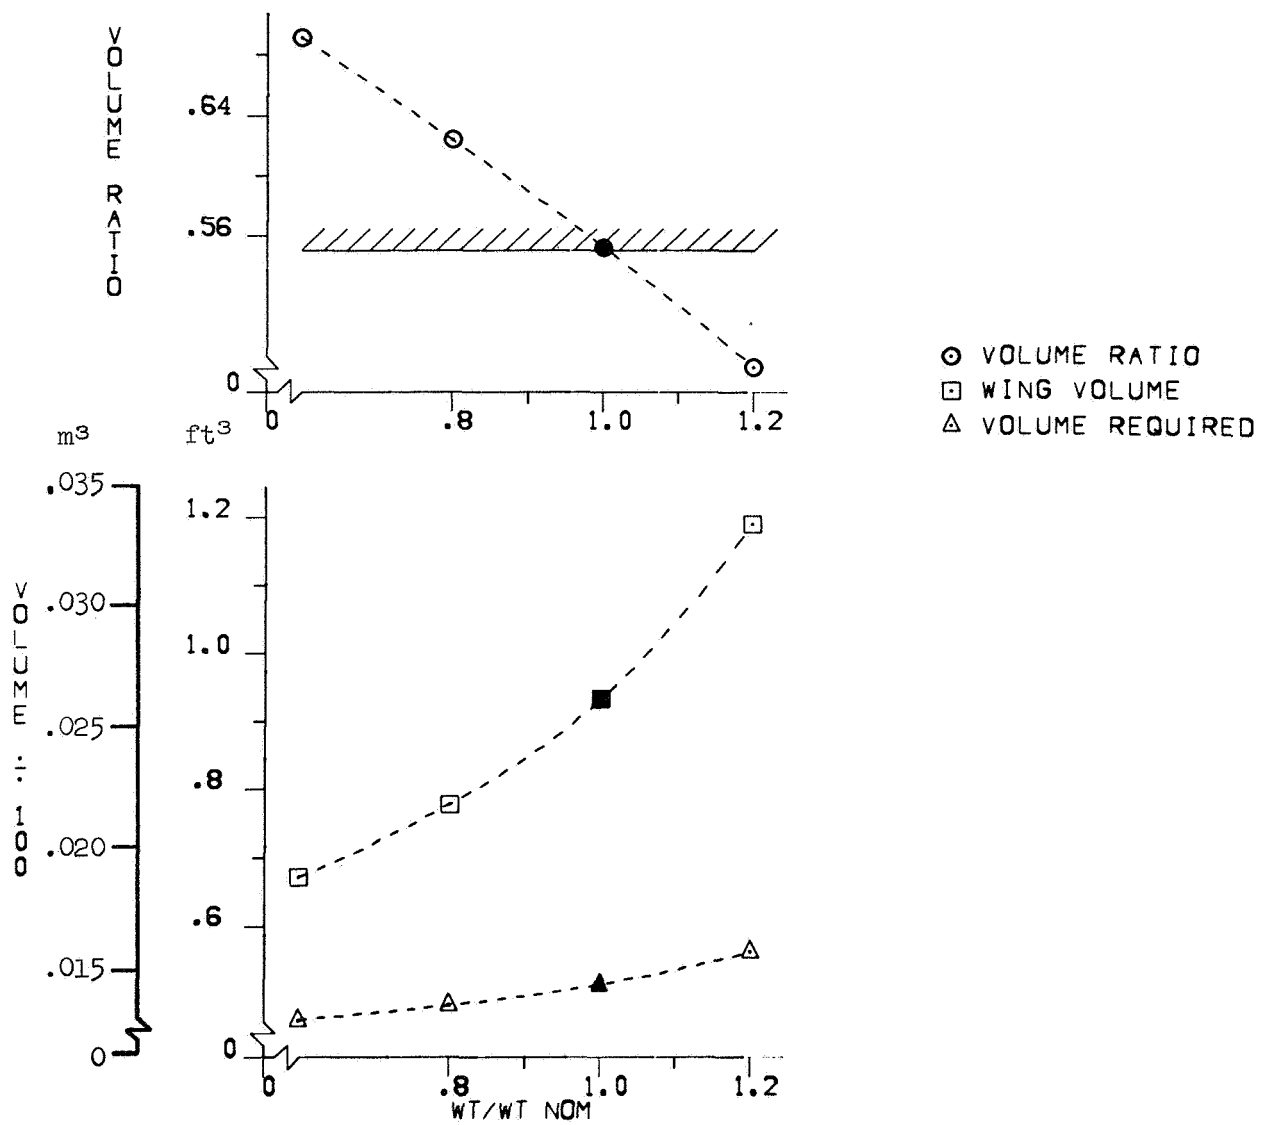 VOLUME RATIO
.64
.56
0
0 .8 1.0 1.2
VOLUME RATIO
WING VOLUME
VOLUME REQUIRED
m³ ft³
VOLUME ÷ 100
.035
.030
.025
.020
.015
0
1.2
1.0
.8
.6
0
0 .8 1.0 1.2
WT/WT NOM